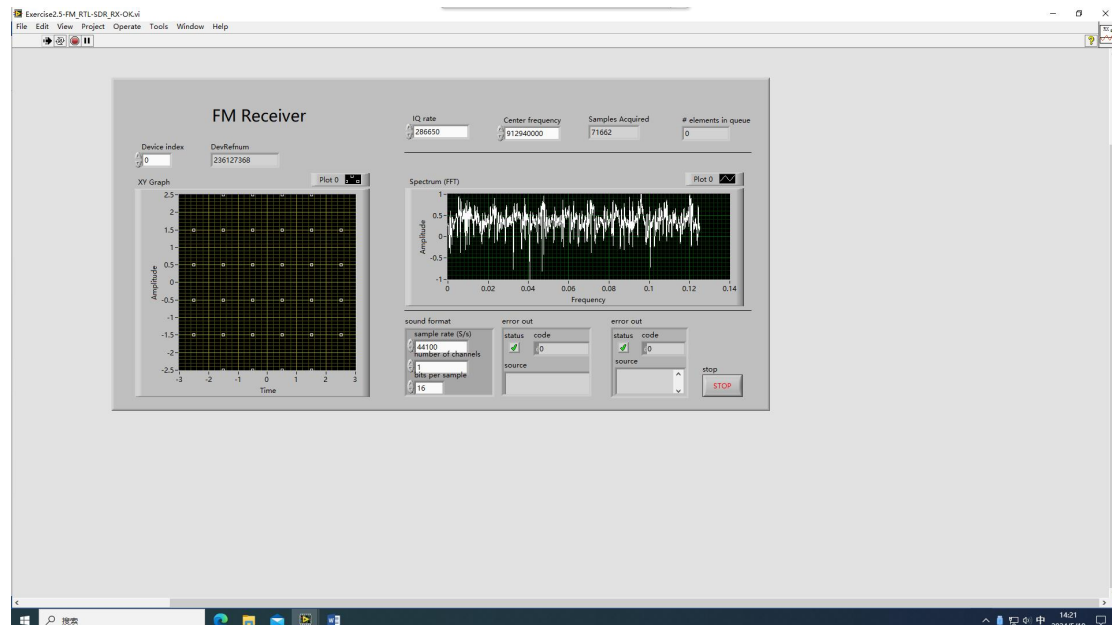 Exercise2.5-FM_RTL-SDR_RX-OK.vi
File Edit View Project Operate Tools Window Help
FM Receiver
IQ rate
286650
Center frequency
912940000
Samples Acquired
71662
# elements in queue
0
Device index
0
DevRefnum
236127368
XY Graph
Plot 0
2.5
2
1.5
1
0.5
0
-0.5
-1
-1.5
-2
-2.5
Amplitude
-3 -2 -1 0 1 2 3
Time
Spectrum (FFT)
Plot 0
1
0.5
0
-0.5
-1
Amplitude
0 0.02 0.04 0.06 0.08 0.1 0.12 0.14
Frequency
sound format
sample rate (S/s)
44100
number of channels
1
bits per sample
16
error out
status code
0
source
error out
status code
0
source
stop
STOP
搜索
中
14:21